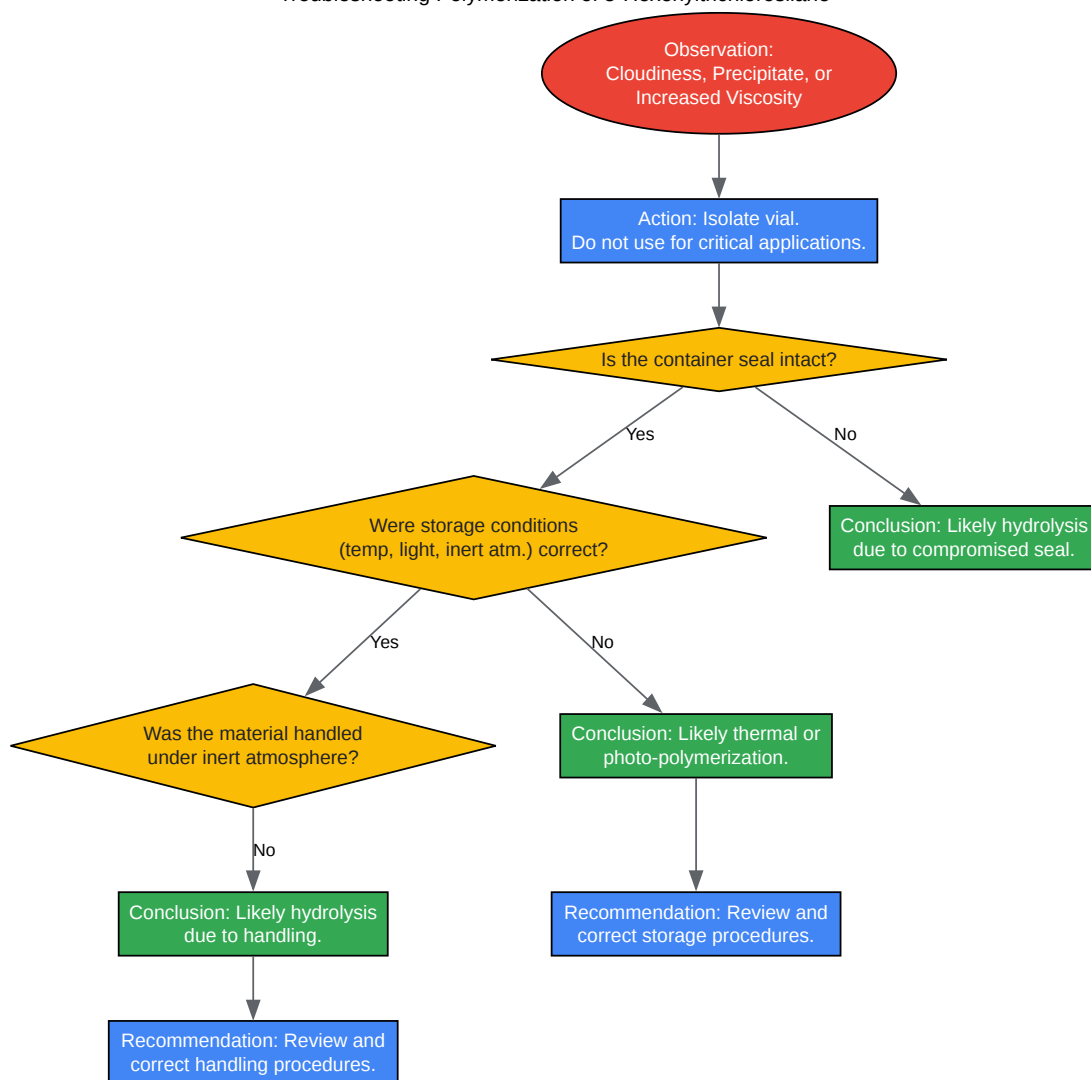 Troubleshooting Polymerization of
Observation:
Cloudiness, Precipitate, or
Increased Viscosity
Action: Isolate vial.
Do not use for critical applications.
Is the container seal intact?
Yes
No
Were storage conditions
(temp, light, inert atm.) correct?
Conclusion: Likely hydrolysis
due to compromised seal.
Yes
No
Was the material handled
under inert atmosphere?
Conclusion: Likely thermal or
photo-polymerization.
No
Conclusion: Likely hydrolysis
due to handling.
Recommendation: Review and
correct storage procedures.
Recommendation: Review and
correct handling procedures.